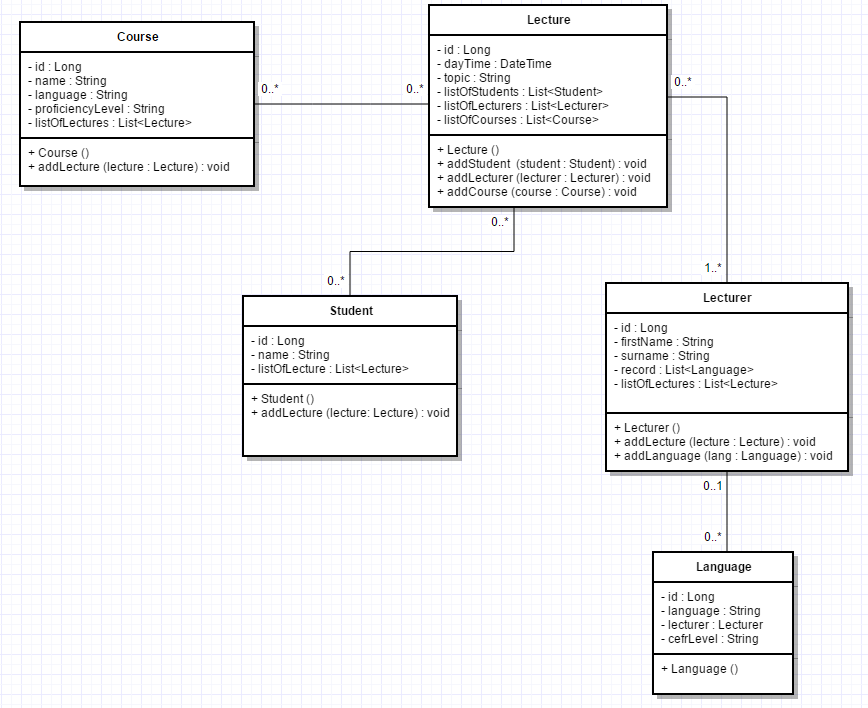 Course
- id : Long
- name : String
- language : String
- proficiencyLevel : String
- listOfLectures : List<Lecture>
+ Course ()
+ addLecture (lecture : Lecture) : void
0..*
0..*
Lecture
- id : Long
- dayTime : DateTime
- topic : String
- listOfStudents : List<Student>
- listOfLecturers : List<Lecturer>
- listOfCourses : List<Course>
+ Lecture ()
+ addStudent (student : Student) : void
+ addLecturer (lecturer : Lecturer) : void
+ addCourse (course : Course) : void
0..*
0..*
0..*
1..*
Student
- id : Long
- name : String
- listOfLecture : List<Lecture>
+ Student ()
+ addLecture (lecture: Lecture) : void
Lecturer
- id : Long
- firstName : String
- surname : String
- record : List<Language>
- listOfLectures : List<Lecture>
+ Lecturer ()
+ addLecture (lecture : Lecture) : void
+ addLanguage (lang : Language) : void
0..1
0..*
Language
- id : Long
- language : String
- lecturer : Lecturer
- cefrLevel : String
+ Language ()